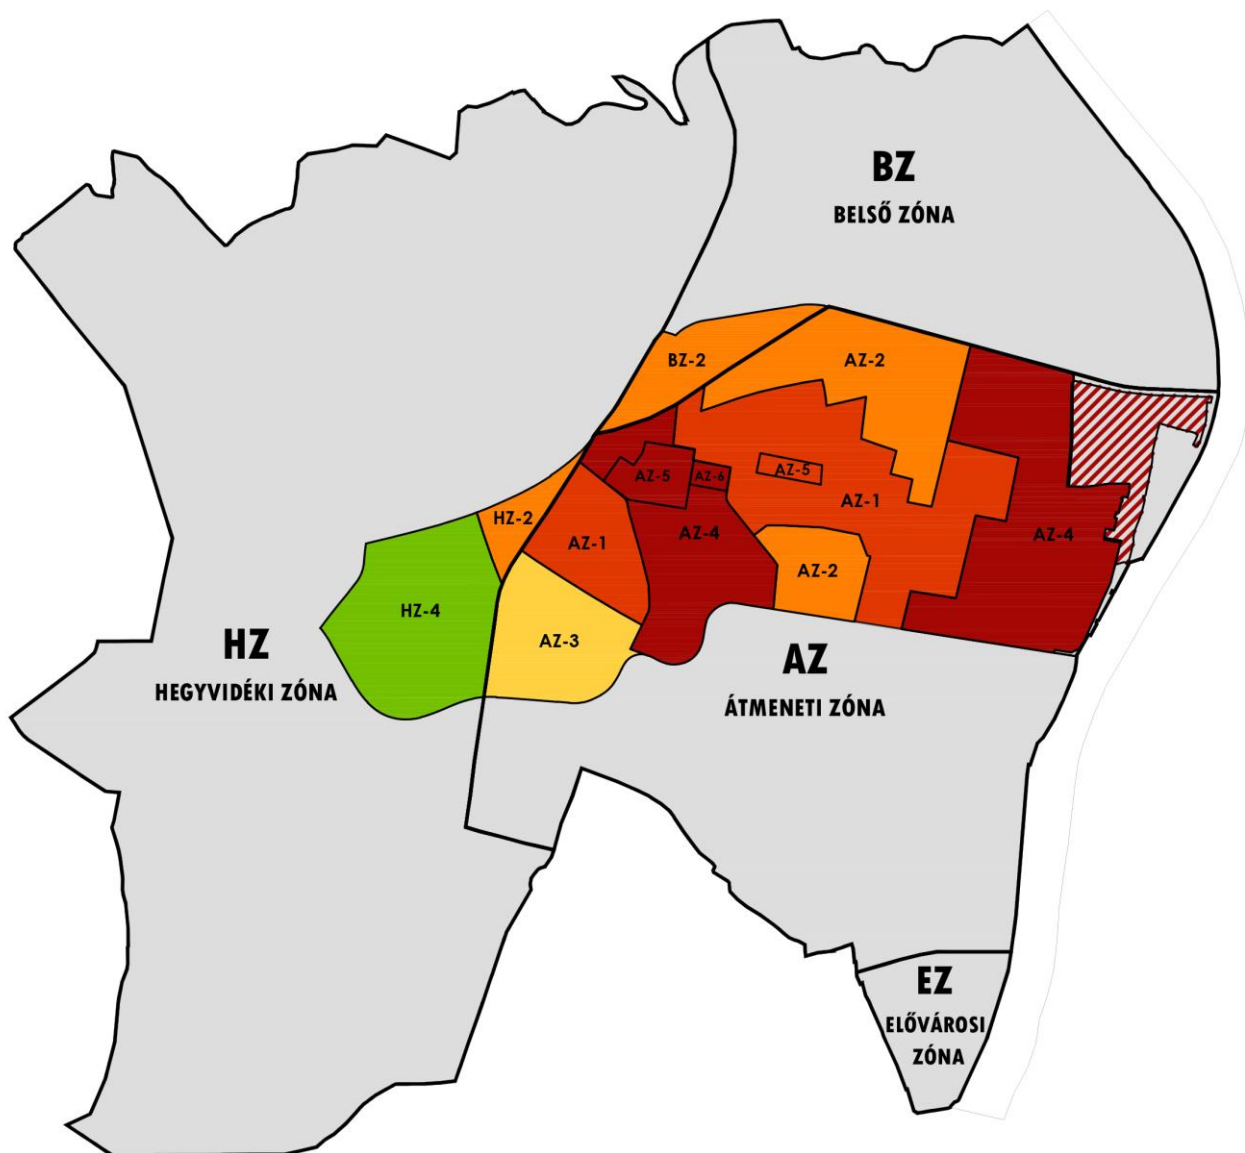 BZ
BELSŐ ZÓNA
BZ-2
AZ-2
AZ-5
AZ-6
AZ-5
AZ-1
HZ-2
AZ-1
AZ-4
AZ-4
AZ-2
HZ-4
AZ-3
HZ
HEGYVIDÉKI ZÓNA
AZ
ÁTMENETI ZÓNA
EZ
ELŐVÁROSI
ZÓNA